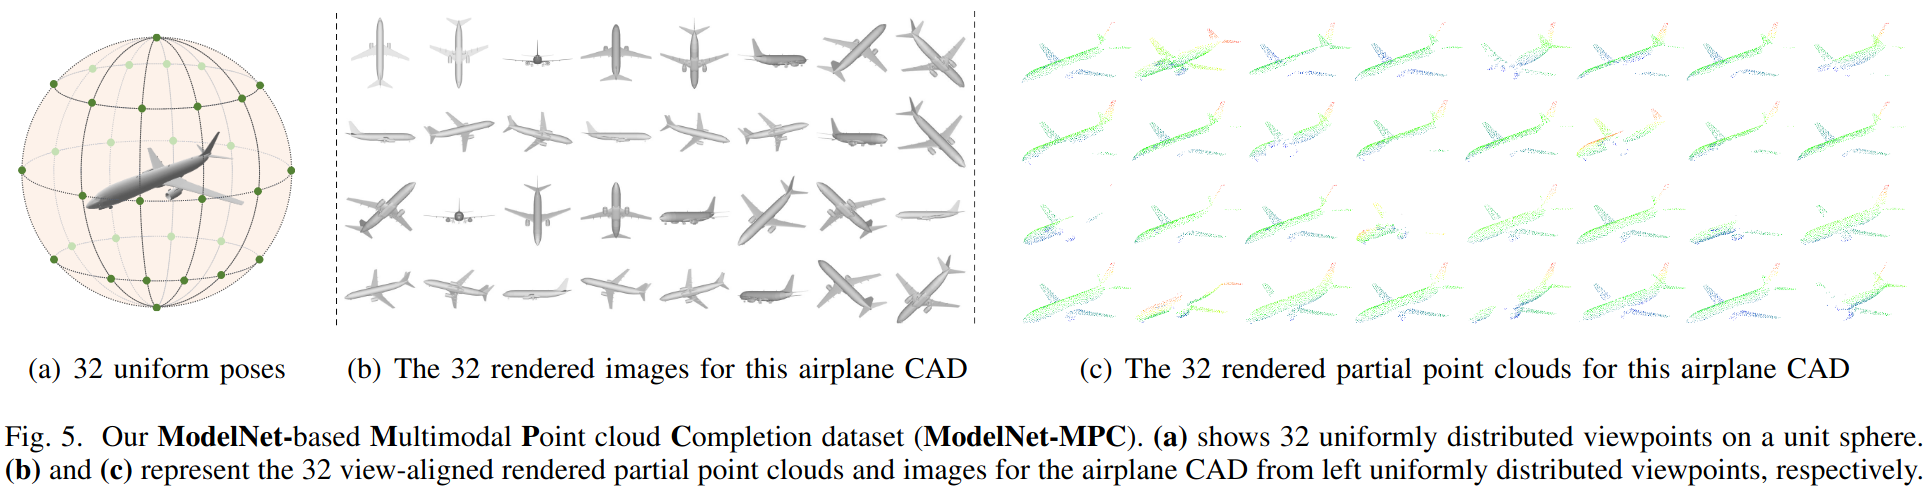 (a) 32 uniform poses
(b) The 32 rendered images for this airplane CAD
(c) The 32 rendered partial point clouds for this airplane CAD
Fig. 5. Our ModelNet-based Multimodal Point cloud Completion dataset (ModelNet-MPC). (a) shows 32 uniformly distributed viewpoints on a unit sphere.
(b) and (c) represent the 32 view-aligned rendered partial point clouds and images for the airplane CAD from left uniformly distributed viewpoints, respectively.